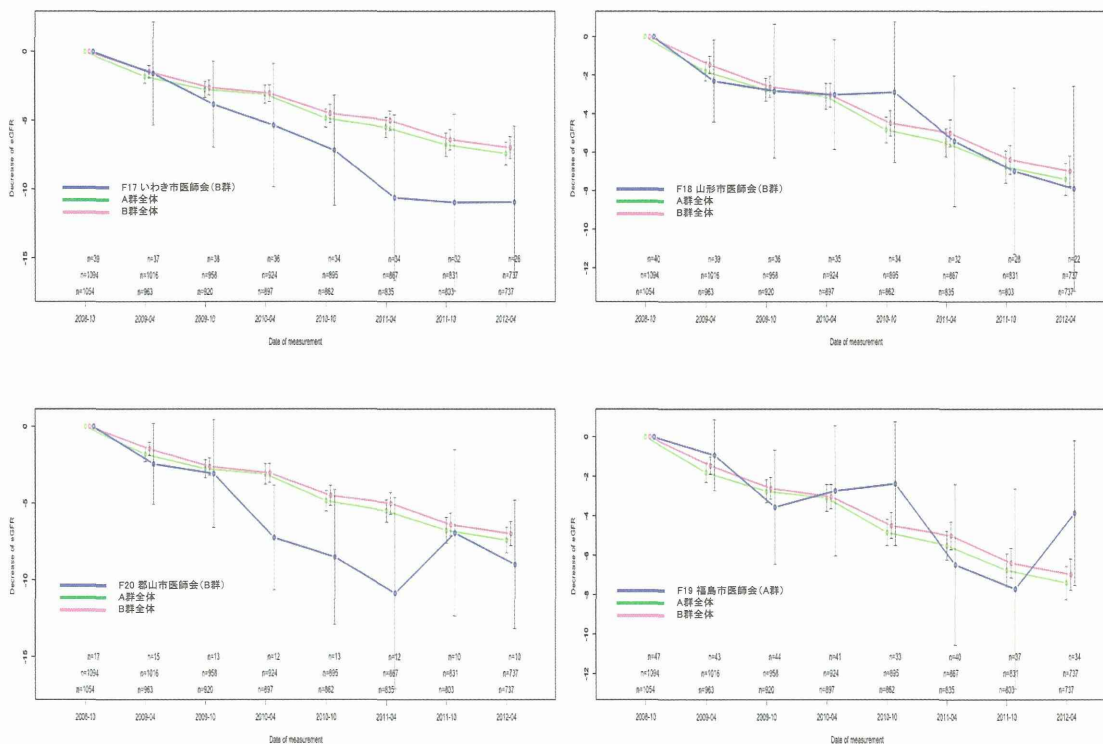 0
-5
-10
-15
Decrease of eGFR
F17 いわき市医師会(B群)
A群全体
B群全体
n=39 n=37 n=38 n=36 n=34 n=34 n=32 n=26
n=1094 n=1016 n=958 n=924 n=895 n=867 n=831 n=737
n=1054 n=963 n=920 n=897 n=862 n=835 n=803 n=737
2008-10 2009-04 2009-10 2010-04 2010-10 2011-04 2011-10 2012-04
Date of measurement
0
-2
-4
-6
-8
-10
-12
Decrease of eGFR
F18 山形市医師会(B群)
A群全体
B群全体
n=40 n=39 n=36 n=35 n=34 n=32 n=28 n=22
n=1094 n=1016 n=958 n=924 n=895 n=867 n=831 n=737
n=1054 n=963 n=920 n=897 n=862 n=835 n=803 n=737
2008-10 2009-04 2009-10 2010-04 2010-10 2011-04 2011-10 2012-04
Date of measurement
0
-5
-10
-15
Decrease of eGFR
F20 郡山市医師会(B群)
A群全体
B群全体
n=17 n=15 n=13 n=12 n=13 n=12 n=10 n=10
n=1094 n=1016 n=958 n=924 n=895 n=867 n=831 n=737
n=1054 n=963 n=920 n=897 n=862 n=835 n=803 n=737
2008-10 2009-04 2009-10 2010-04 2010-10 2011-04 2011-10 2012-04
Date of measurement
0
-2
-4
-6
-8
-10
-12
Decrease of eGFR
F19 福島市医師会(A群)
A群全体
B群全体
n=47 n=43 n=44 n=41 n=33 n=40 n=37 n=34
n=1094 n=1016 n=958 n=924 n=895 n=867 n=831 n=737
n=1054 n=963 n=920 n=897 n=862 n=835 n=803 n=737
2008-10 2009-04 2009-10 2010-04 2010-10 2011-04 2011-10 2012-04
Date of measurement